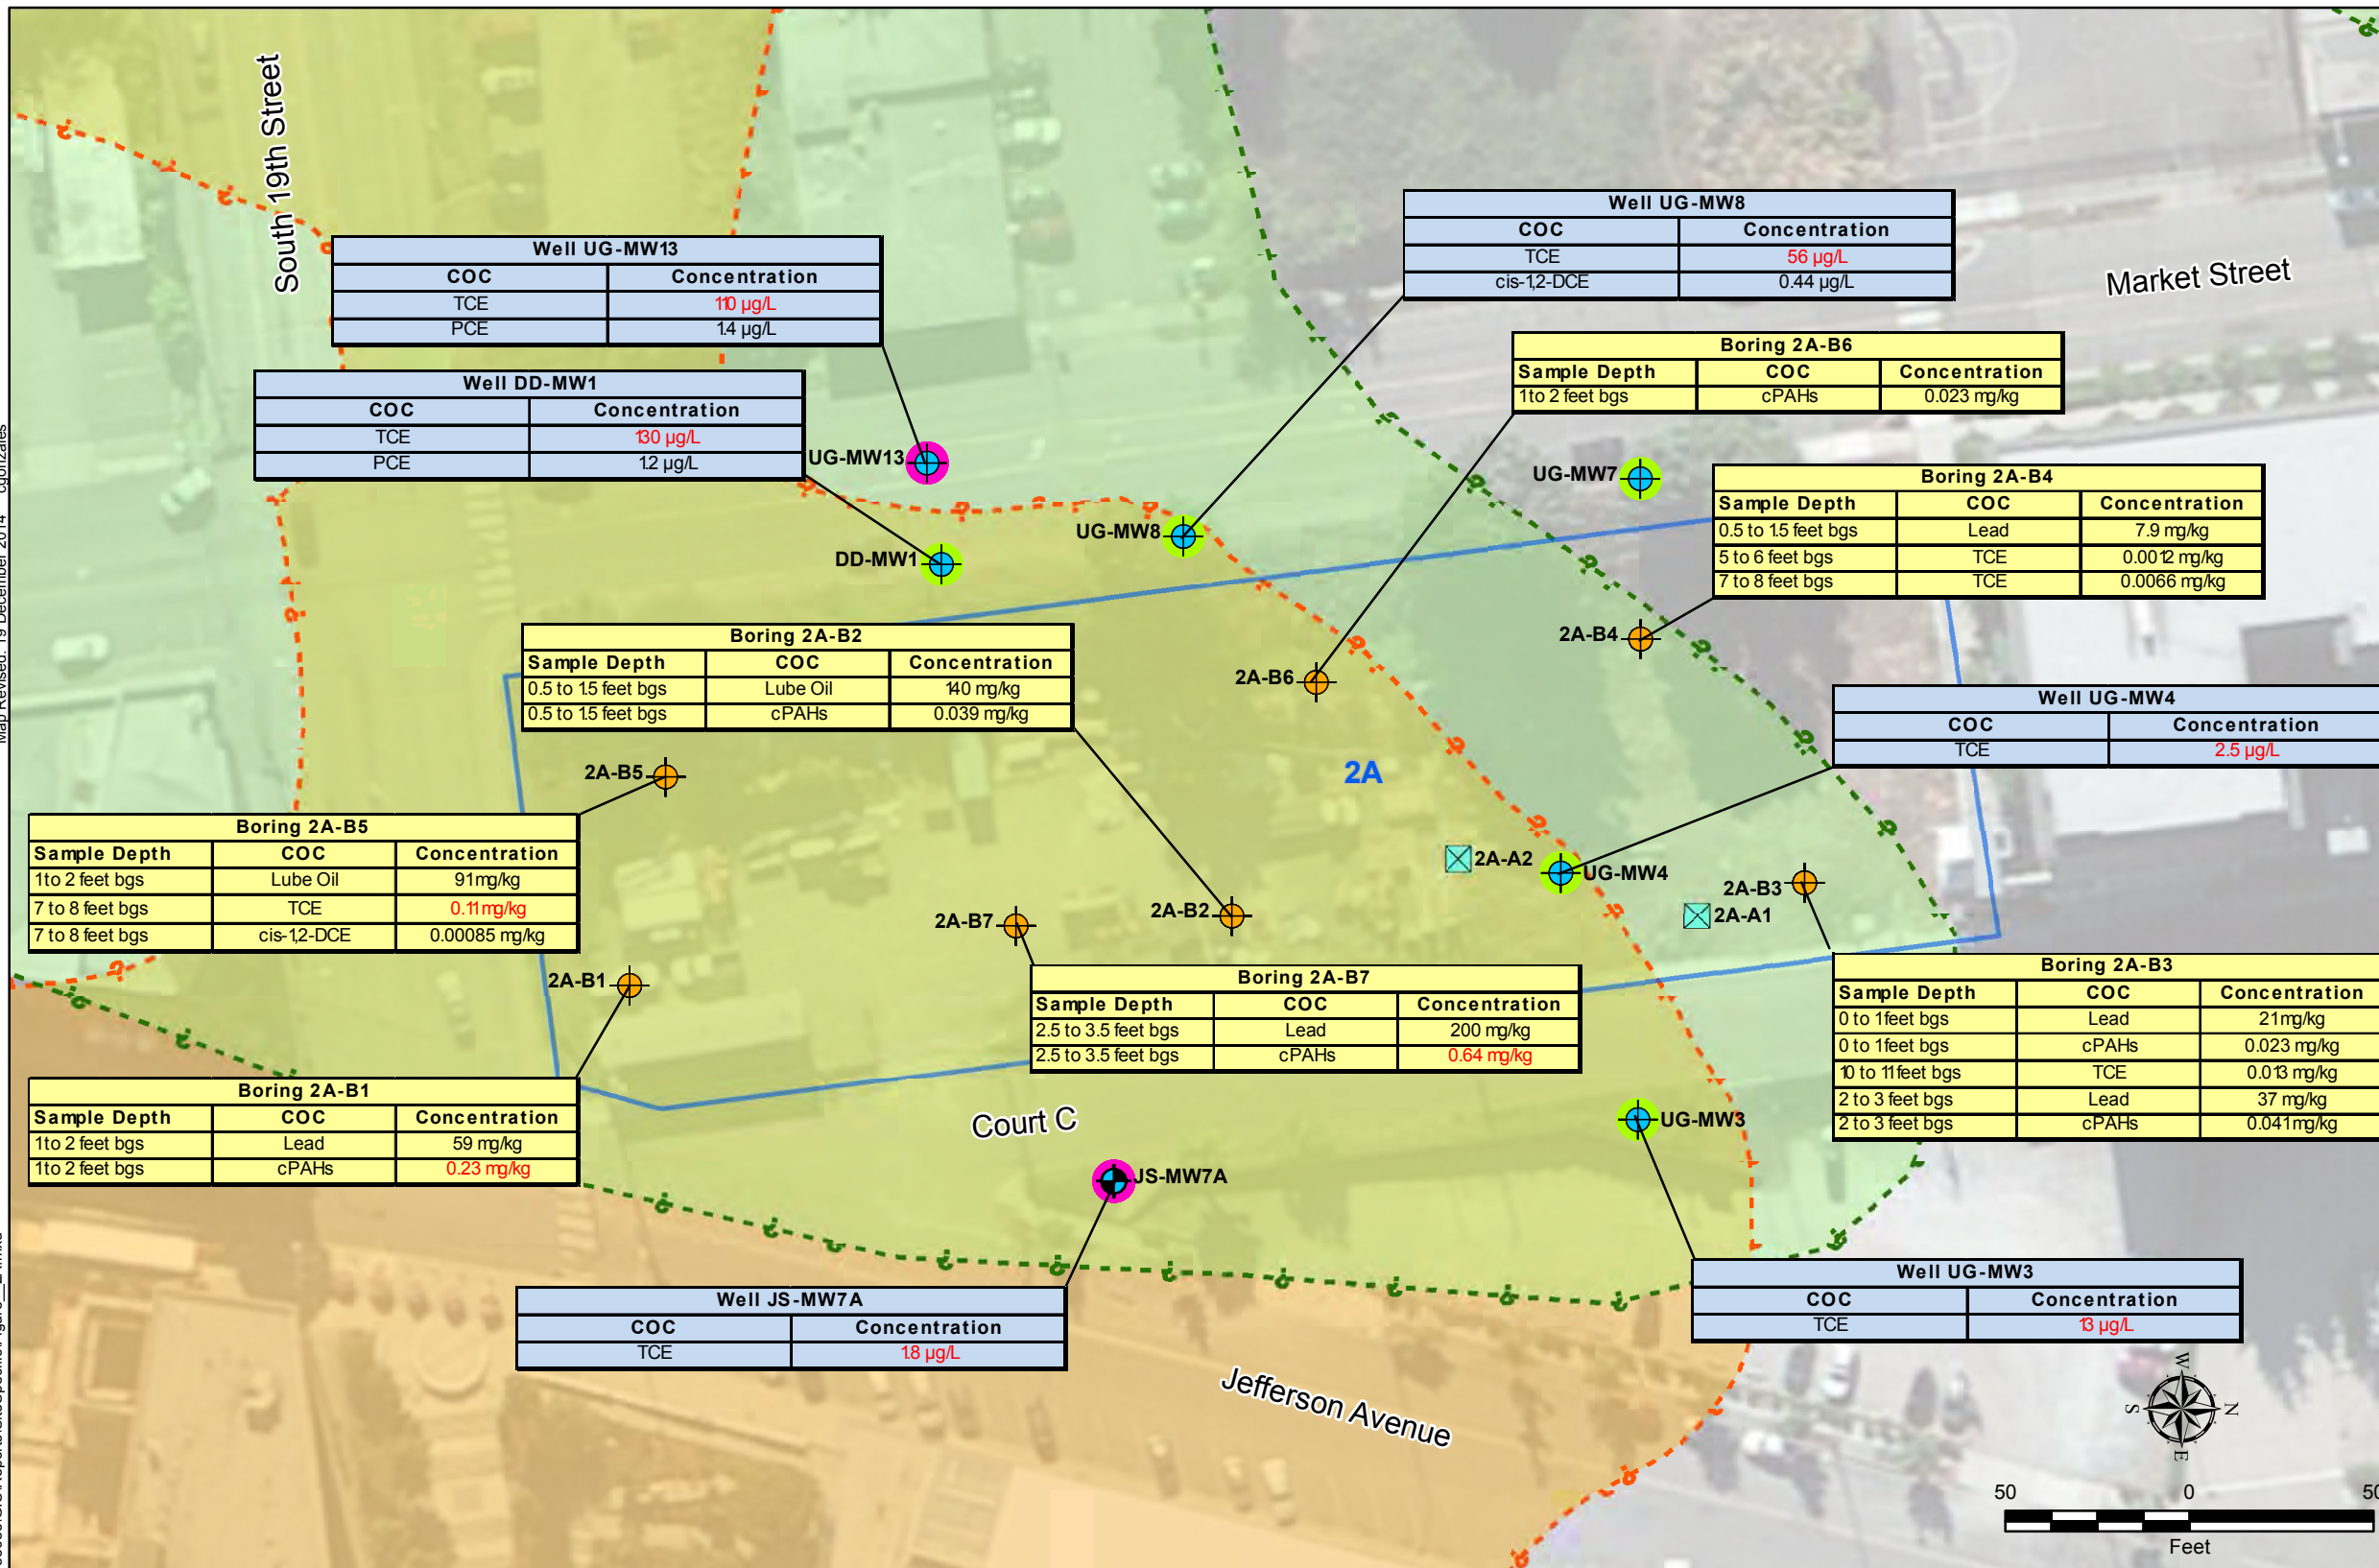 South 19th Street
Market Street
Well UG-MW13
COC Concentration
TCE 110 µg/L
PCE 1.4 µg/L
Well UG-MW8
COC Concentration
TCE 56 µg/L
cis-1,2-DCE 0.44 µg/L
Well DD-MW1
COC Concentration
TCE 130 µg/L
PCE 1.2 µg/L
Boring 2A-B6
Sample Depth COC Concentration
1 to 2 feet bgs cPAHs 0.023 mg/kg
UG-MW13
UG-MW7
UG-MW8
DD-MW1
Boring 2A-B4
Sample Depth COC Concentration
0.5 to 1.5 feet bgs Lead 7.9 mg/kg
5 to 6 feet bgs TCE 0.0012 mg/kg
7 to 8 feet bgs TCE 0.0066 mg/kg
Boring 2A-B2
Sample Depth COC Concentration
0.5 to 1.5 feet bgs Lube Oil 140 mg/kg
0.5 to 1.5 feet bgs cPAHs 0.039 mg/kg
2A-B4
2A-B6
Well UG-MW4
COC Concentration
TCE 2.5 µg/L
2A-B5
2A
Boring 2A-B5
Sample Depth COC Concentration
1 to 2 feet bgs Lube Oil 91 mg/kg
7 to 8 feet bgs TCE 0.11 mg/kg
7 to 8 feet bgs cis-1,2-DCE 0.00085 mg/kg
2A-A2
UG-MW4
2A-B3
2A-A1
2A-B7
2A-B2
2A-B1
Boring 2A-B7
Sample Depth COC Concentration
2.5 to 3.5 feet bgs Lead 200 mg/kg
2.5 to 3.5 feet bgs cPAHs 0.64 mg/kg
Boring 2A-B3
Sample Depth COC Concentration
0 to 1 feet bgs Lead 21 mg/kg
0 to 1 feet bgs cPAHs 0.023 mg/kg
10 to 11 feet bgs TCE 0.013 mg/kg
2 to 3 feet bgs Lead 37 mg/kg
2 to 3 feet bgs cPAHs 0.041 mg/kg
Boring 2A-B1
Sample Depth COC Concentration
1 to 2 feet bgs Lead 59 mg/kg
1 to 2 feet bgs cPAHs 0.23 mg/kg
Court C
UG-MW3
JS-MW7A
Well JS-MW7A
COC Concentration
TCE 1.8 µg/L
Well UG-MW3
COC Concentration
TCE 13 µg/L
Jefferson Avenue
W
S N
E
50 0 50
Feet
Map Revised: 19 December 2014 cgonzales